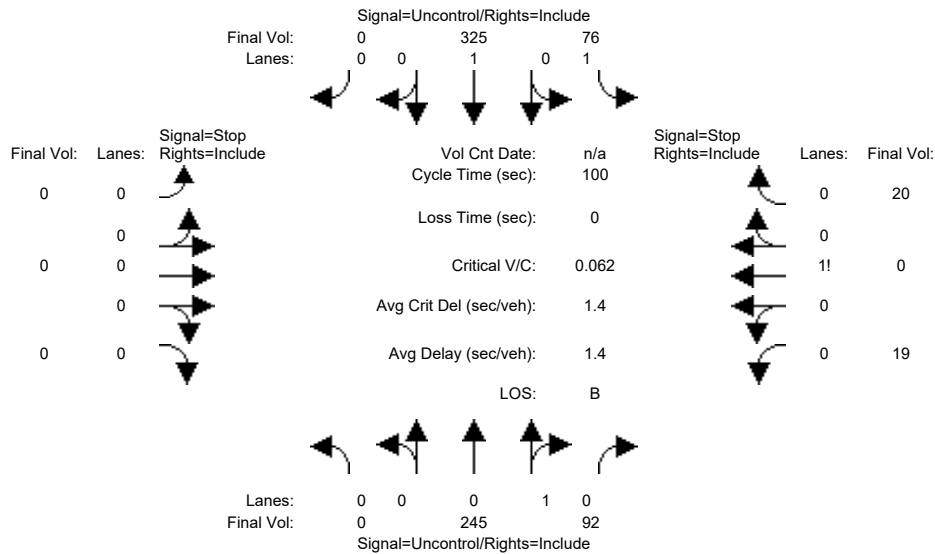 Signal=Uncontrol/Rights=Include
Final Vol: 0 325 76
Lanes: 0 0 1 0 1
Signal=Stop Signal=Stop
Final Vol: Lanes: Rights=Include Vol Cnt Date: n/a Rights=Include Lanes: Final Vol:
Cycle Time (sec): 100
0 0 0 20
Loss Time (sec): 0
0 0
0 0 Critical V/C: 0.062 1! 0
0 Avg Crit Del (sec/veh): 1.4 0
0 0 Avg Delay (sec/veh): 1.4 0 19
LOS: B
Lanes: 0 0 0 1 0
Final Vol: 0 245 92
Signal=Uncontrol/Rights=Include